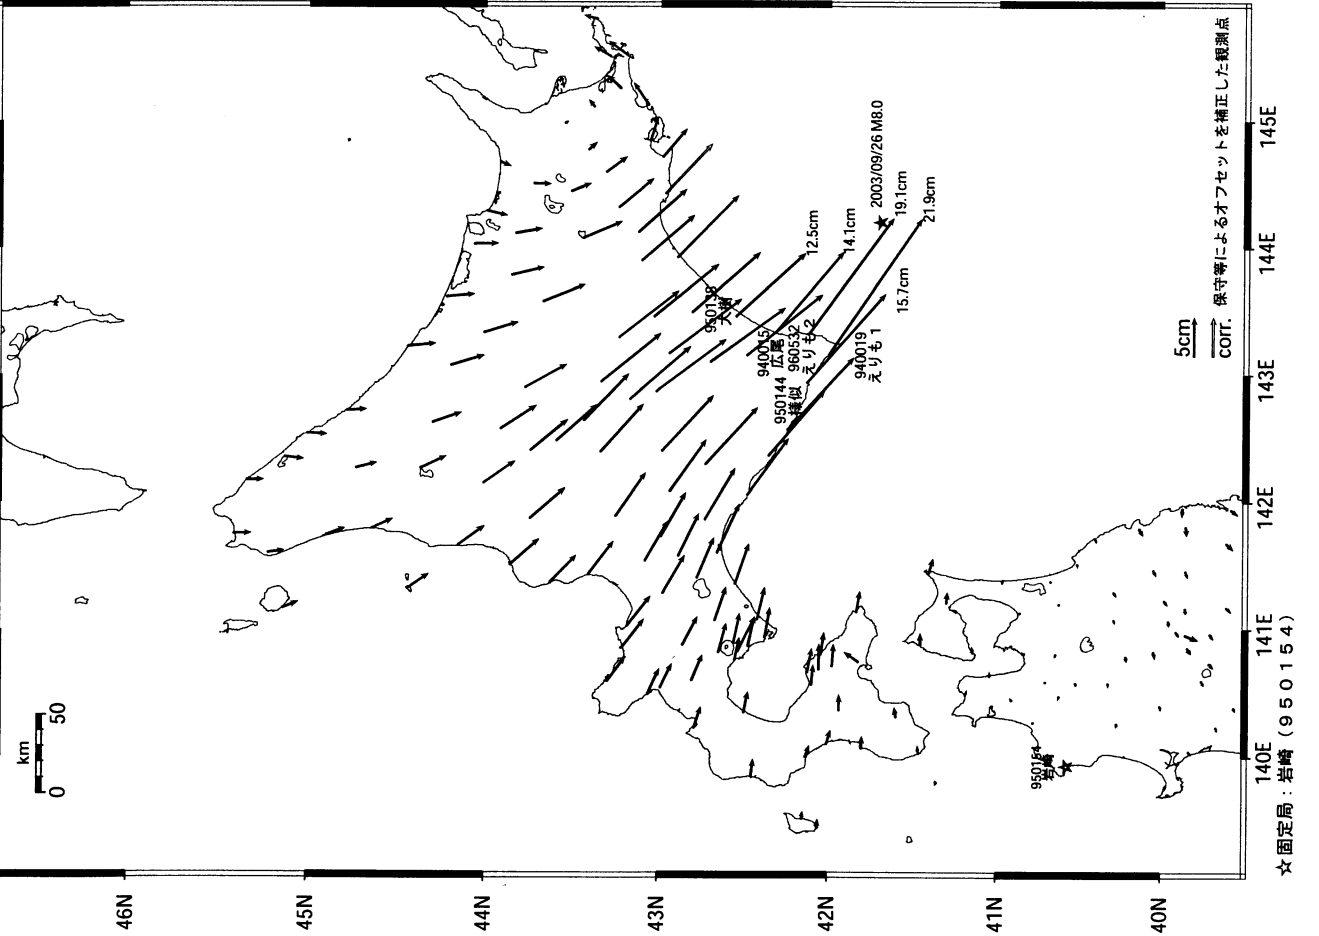 km
0 50
46N
45N
44N
43N
42N
41N
40N
140E
141E
142E
143E
144E
145E
950138
大樹
940015
広尾
960532
えりも2
950144
様似
940019
えりも1
950154
岩崎
12.5cm
14.1cm
2003/09/26 M8.0
19.1cm
21.9cm
15.7cm
5cm
corr. 保守等によるオフセットを補正した観測点
☆固定局：岩崎（950154）